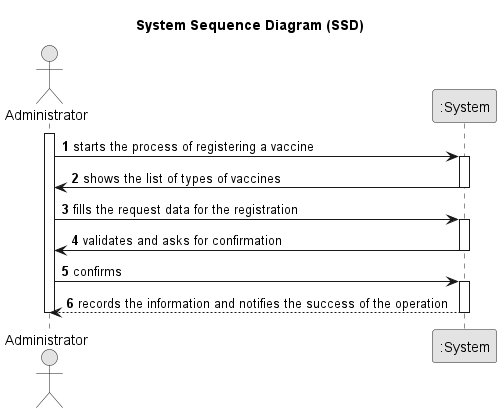 System Sequence Diagram (SSD)
Administrator
:System
1 starts the process of registering a vaccine
2 shows the list of types of vaccines
3 fills the request data for the registration
4 validates and asks for confirmation
5 confirms
6 records the information and notifies the success of the operation
Administrator
:System